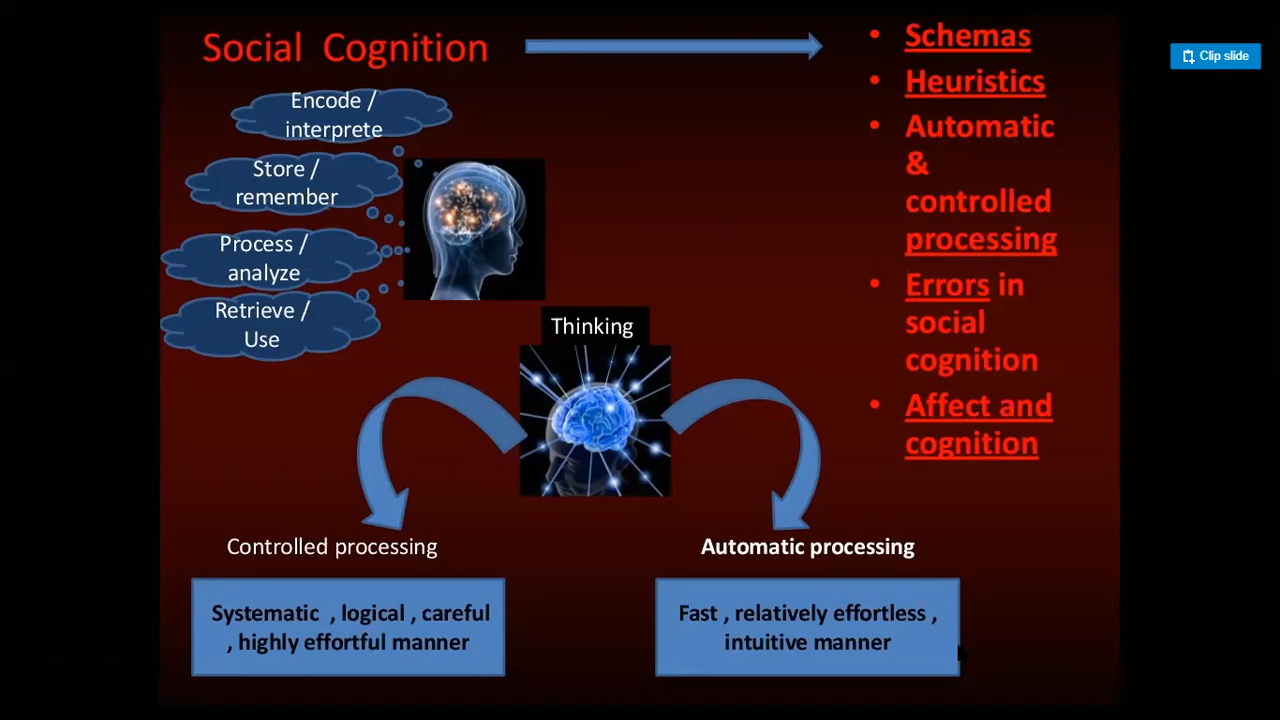 Social Cognition
Encode /
interprete
Store /
remember
Process /
analyze
Retrieve /
Use
Thinking
Controlled processing
Automatic processing
Systematic , logical , careful
, highly effortful manner
Fast , relatively effortless ,
intuitive manner
• Schemas
• Heuristics
• Automatic
&
controlled
processing
• Errors in
social
cognition
• Affect and
cognition
Clip slide